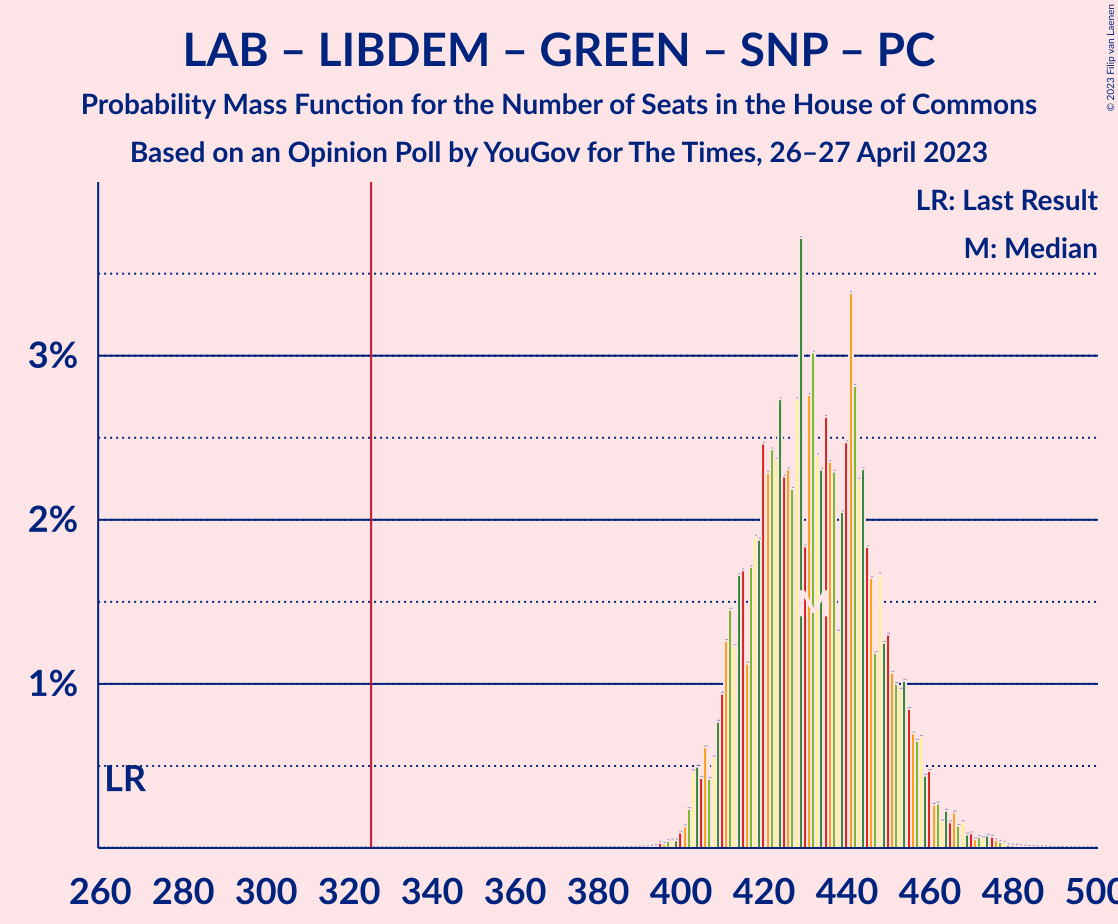 LAB – LIBDEM – GREEN – SNP – PC
Probability Mass Function for the Number of Seats in the House of Commons
Based on an Opinion Poll by YouGov for The Times, 26–27 April 2023
© 2023 Filip van Laenen
LR: Last Result
M: Median
3%
2%
1%
M
LR
260 280 300 320 340 360 380 400 420 440 460 480 500